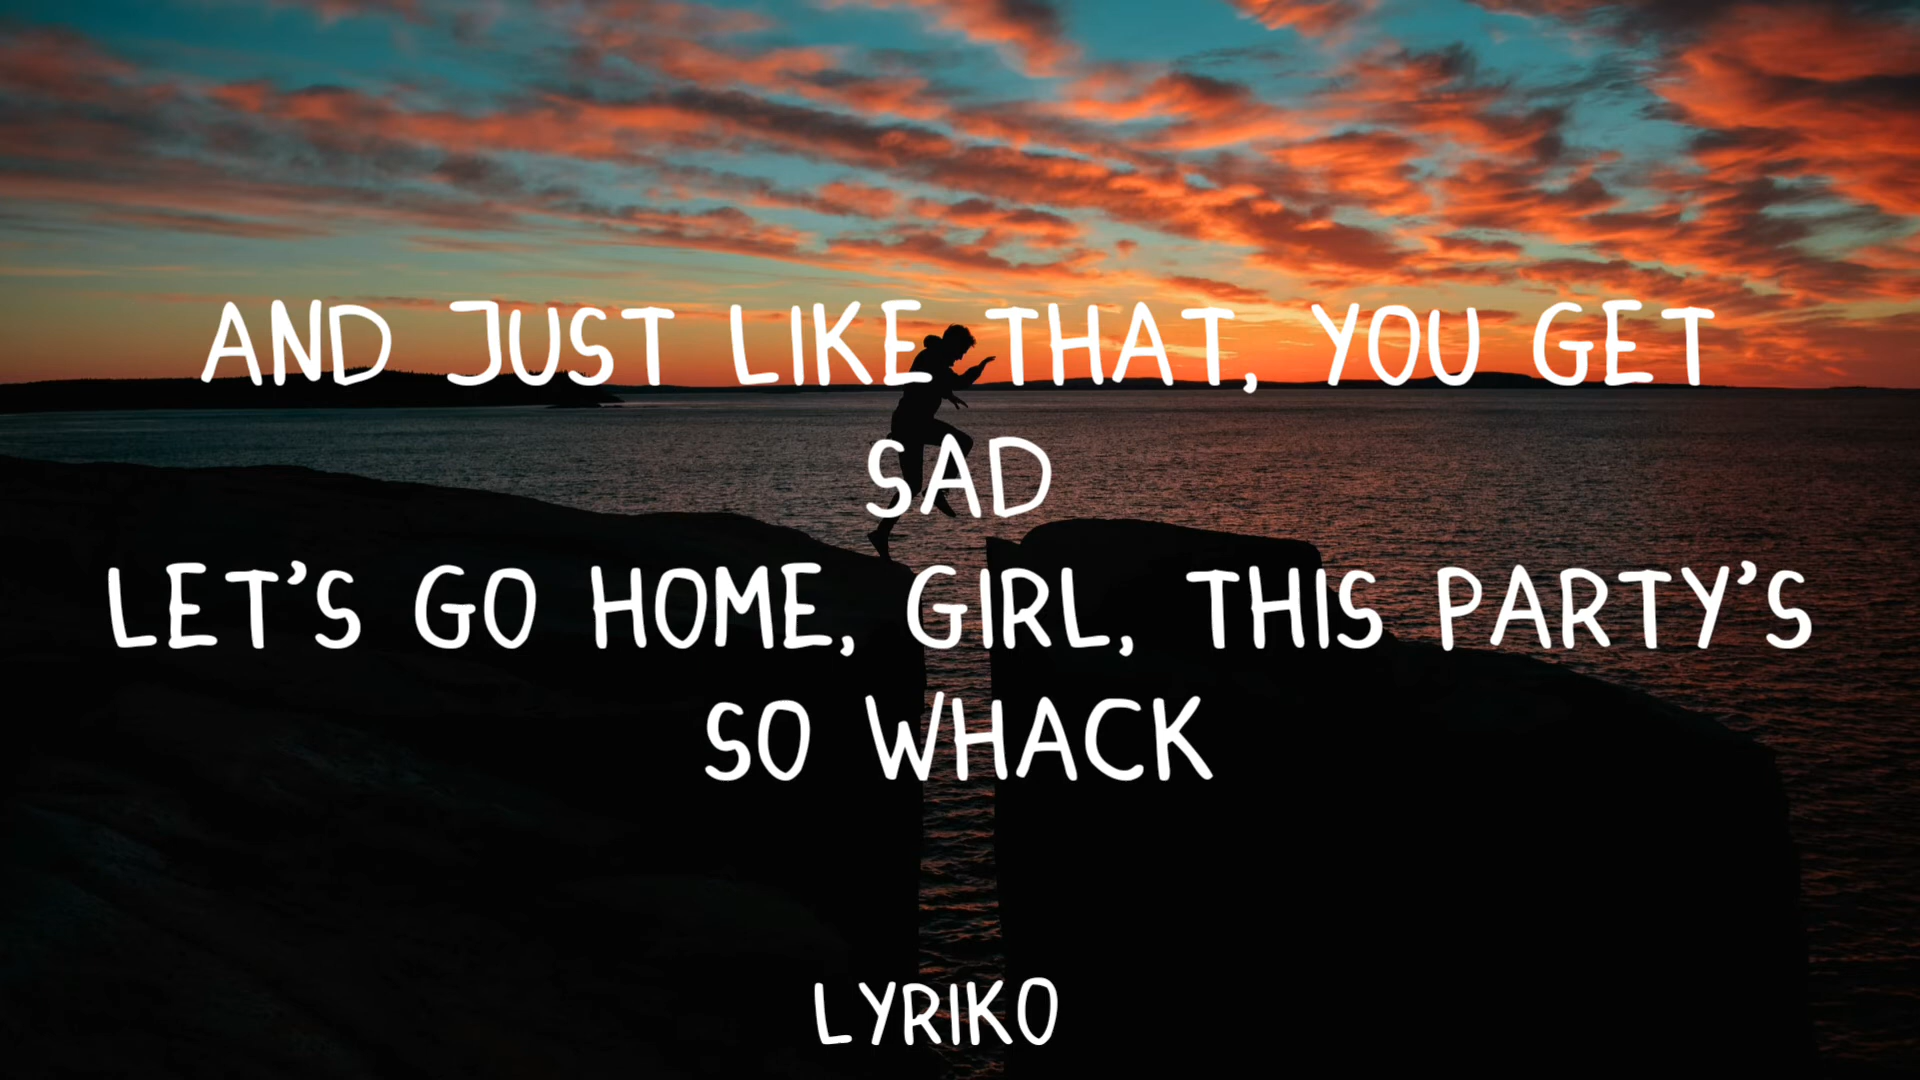 AND JUST LIKE THAT, YOU GET
SAD
LET'S GO HOME, GIRL, THIS PARTY'S
SO WHACK
LYRIKO